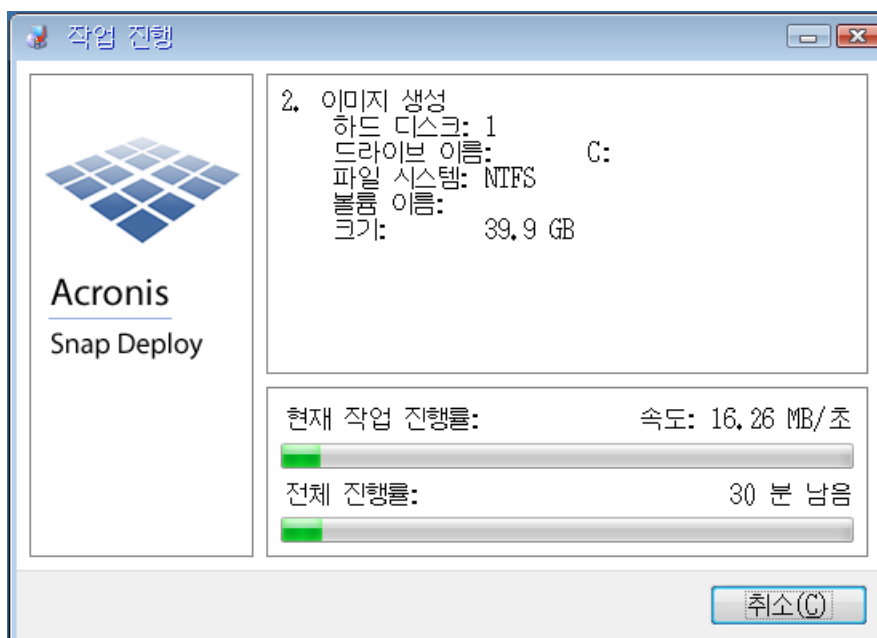 작업 진행
Acronis
Snap Deploy
2. 이미지 생성
하드 디스크: 1
드라이브 이름: C:
파일 시스템: NTFS
볼륨 이름:
크기: 39.9 GB
현재 작업 진행률: 속도: 16.26 MB/초
전체 진행률: 30 분 남음
취소(C)